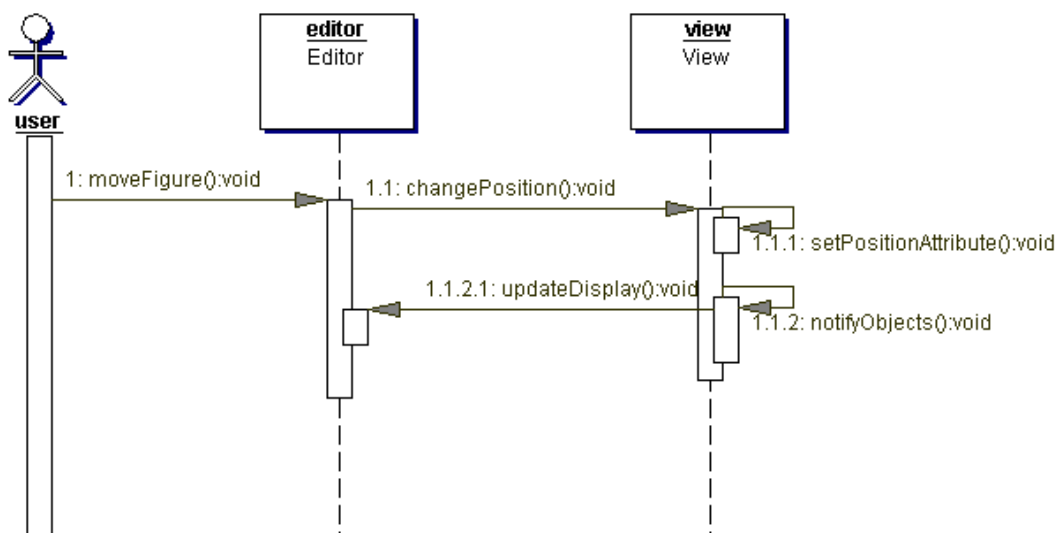 editor
Editor
view
View
user
1: moveFigure():void
1.1: changePosition():void
1.1.1: setPositionAttribute():void
1.1.2.1: updateDisplay():void
1.1.2: notifyObjects():void